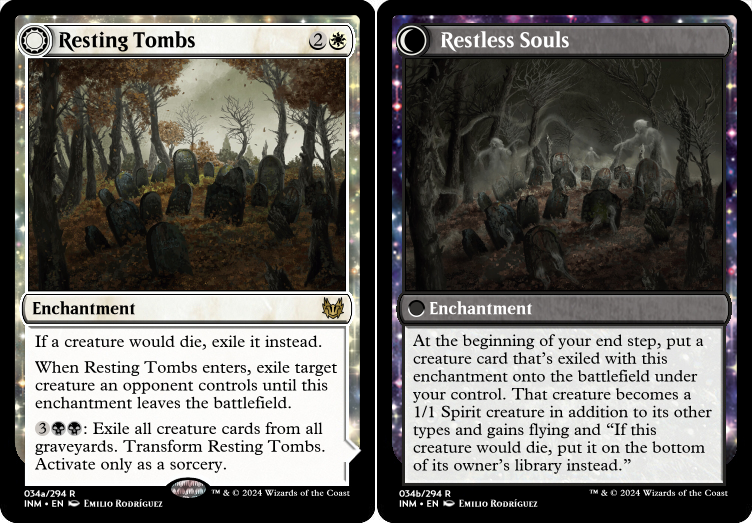 Resting Tombs 2
Enchantment
If a creature would die, exile it instead.
When Resting Tombs enters, exile target
creature an opponent controls until this
enchantment leaves the battlefield.
3: Exile all creature cards from all
graveyards. Transform Resting Tombs.
Activate only as a sorcery.
034a/294 R
INM • EN Emilio Rodríguez
™ & © 2024 Wizards of the Coast
Restless Souls
Enchantment
At the beginning of your end step, put a
creature card that’s exiled with this
enchantment onto the battlefield under
your control. That creature becomes a
1/1 Spirit creature in addition to its other
types and gains flying and “If this
creature would die, put it on the bottom
of its owner’s library instead.”
034b/294 R
INM • EN Emilio Rodríguez
™ & © 2024 Wizards of the Coast